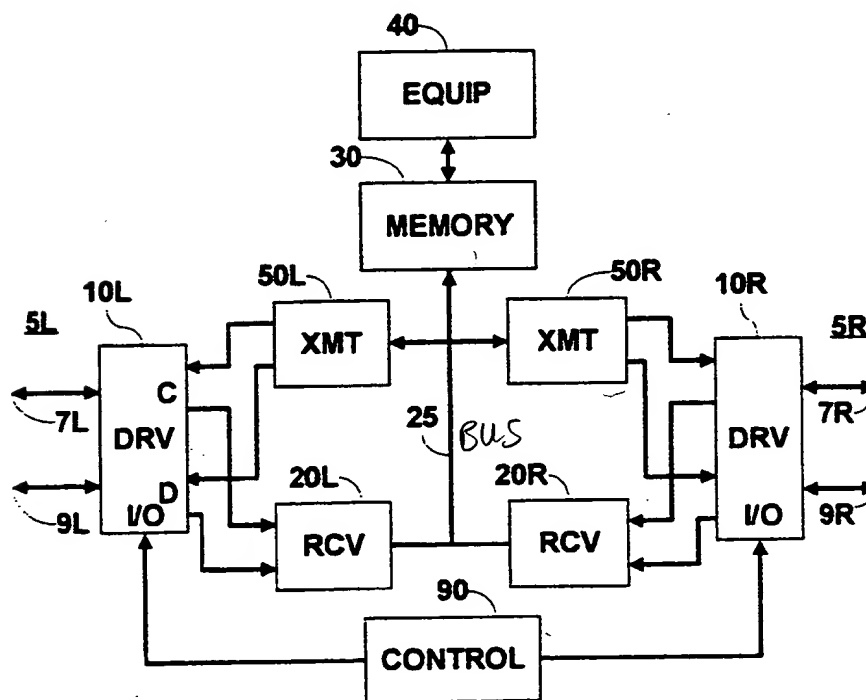 40
EQUIP
30
MEMORY
50L
50R
10L
10R
5L
XMT
XMT
5R
C
7L
DRV
25
BUS
DRV
7R
D
20L
20R
9L
I/O
RCV
RCV
I/O
9R
90
CONTROL